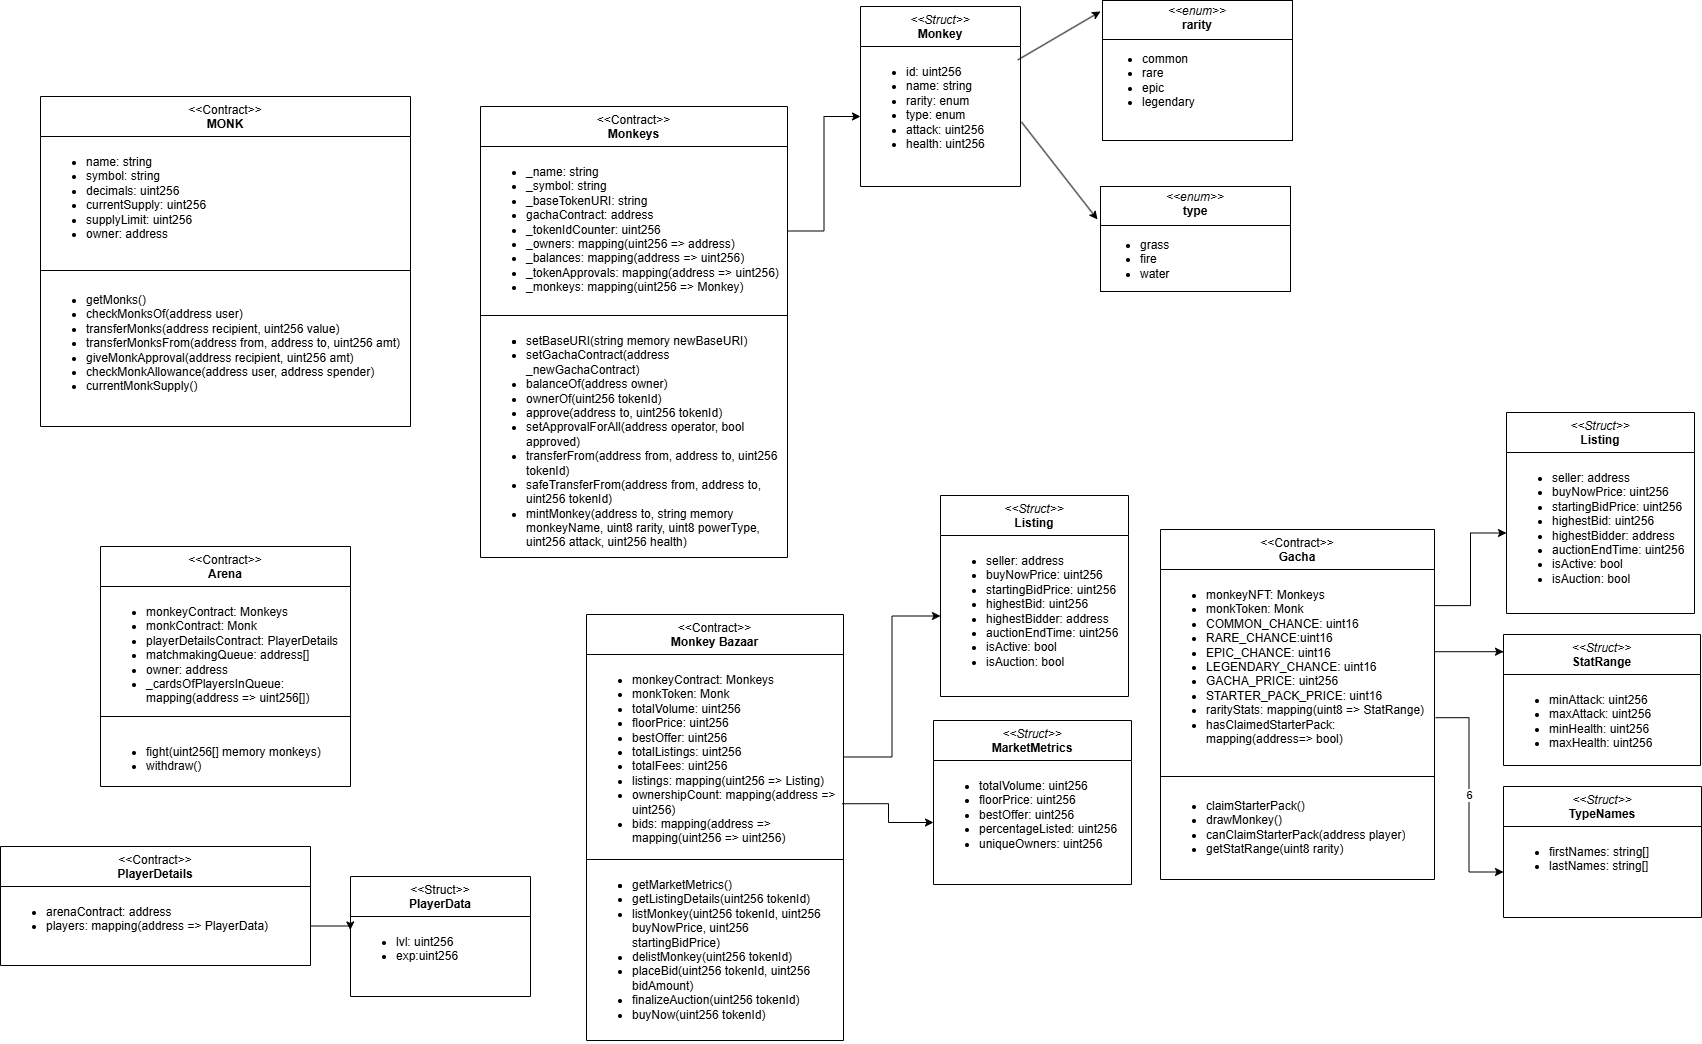 <<Contract>>
MONK
name: string
symbol: string
decimals: uint256
currentSupply: uint256
supplyLimit: uint256
owner: address
getMonks()
checkMonksOf(address user)
transferMonks(address recipient, uint256 value)
transferMonksFrom(address from, address to, uint256 amt)
giveMonkApproval(address recipient, uint256 amt)
checkMonkAllowance(address user, address spender)
currentMonkSupply()
<<Contract>>
Monkeys
_name: string
_symbol: string
_baseTokenURI: string
gachaContract: address
_tokenIdCounter: uint256
_owners: mapping(uint256 => address)
_balances: mapping(address => uint256)
_tokenApprovals: mapping(address => uint256)
_monkeys: mapping(uint256 => Monkey)
setBaseURI(string memory newBaseURI)
setGachaContract(address
_newGachaContract)
balanceOf(address owner)
ownerOf(uint256 tokenId)
approve(address to, uint256 tokenId)
setApprovalForAll(address operator, bool
approved)
transferFrom(address from, address to, uint256
tokenId)
safeTransferFrom(address from, address to,
uint256 tokenId)
mintMonkey(address to, string memory
monkeyName, uint8 rarity, uint8 powerType,
uint256 attack, uint256 health)
<<Struct>>
Monkey
id: uint256
name: string
rarity: enum
type: enum
attack: uint256
health: uint256
<<enum>>
rarity
common
rare
epic
legendary
<<enum>>
type
grass
fire
water
<<Contract>>
Arena
monkeyContract: Monkeys
monkContract: Monk
playerDetailsContract: PlayerDetails
matchmakingQueue: address[]
owner: address
_cardsOfPlayersInQueue:
mapping(address => uint256[])
fight(uint256[] memory monkeys)
withdraw()
<<Contract>>
PlayerDetails
arenaContract: address
players: mapping(address => PlayerData)
<<Struct>>
PlayerData
lvl: uint256
exp:uint256
<<Contract>>
Monkey Bazaar
monkeyContract: Monkeys
monkToken: Monk
totalVolume: uint256
floorPrice: uint256
bestOffer: uint256
totalListings: uint256
totalFees: uint256
listings: mapping(uint256 => Listing)
ownershipCount: mapping(address =>
uint256)
bids: mapping(address =>
mapping(uint256 => uint256)
getMarketMetrics()
getListingDetails(uint256 tokenId)
listMonkey(uint256 tokenId, uint256
buyNowPrice, uint256
startingBidPrice)
delistMonkey(uint256 tokenId)
placeBid(uint256 tokenId, uint256
bidAmount)
finalizeAuction(uint256 tokenId)
buyNow(uint256 tokenId)
<<Struct>>
Listing
seller: address
buyNowPrice: uint256
startingBidPrice: uint256
highestBid: uint256
highestBidder: address
auctionEndTime: uint256
isActive: bool
isAuction: bool
<<Struct>>
MarketMetrics
totalVolume: uint256
floorPrice: uint256
bestOffer: uint256
percentageListed: uint256
uniqueOwners: uint256
<<Contract>>
Gacha
monkeyNFT: Monkeys
monkToken: Monk
COMMON_CHANCE: uint16
RARE_CHANCE:uint16
EPIC_CHANCE: uint16
LEGENDARY_CHANCE: uint16
GACHA_PRICE: uint256
STARTER_PACK_PRICE: uint16
rarityStats: mapping(uint8 => StatRange)
hasClaimedStarterPack:
mapping(address=> bool)
claimStarterPack()
drawMonkey()
canClaimStarterPack(address player)
getStatRange(uint8 rarity)
<<Struct>>
Listing
seller: address
buyNowPrice: uint256
startingBidPrice: uint256
highestBid: uint256
highestBidder: address
auctionEndTime: uint256
isActive: bool
isAuction: bool
<<Struct>>
StatRange
minAttack: uint256
maxAttack: uint256
minHealth: uint256
maxHealth: uint256
6
<<Struct>>
TypeNames
firstNames: string[]
lastNames: string[]